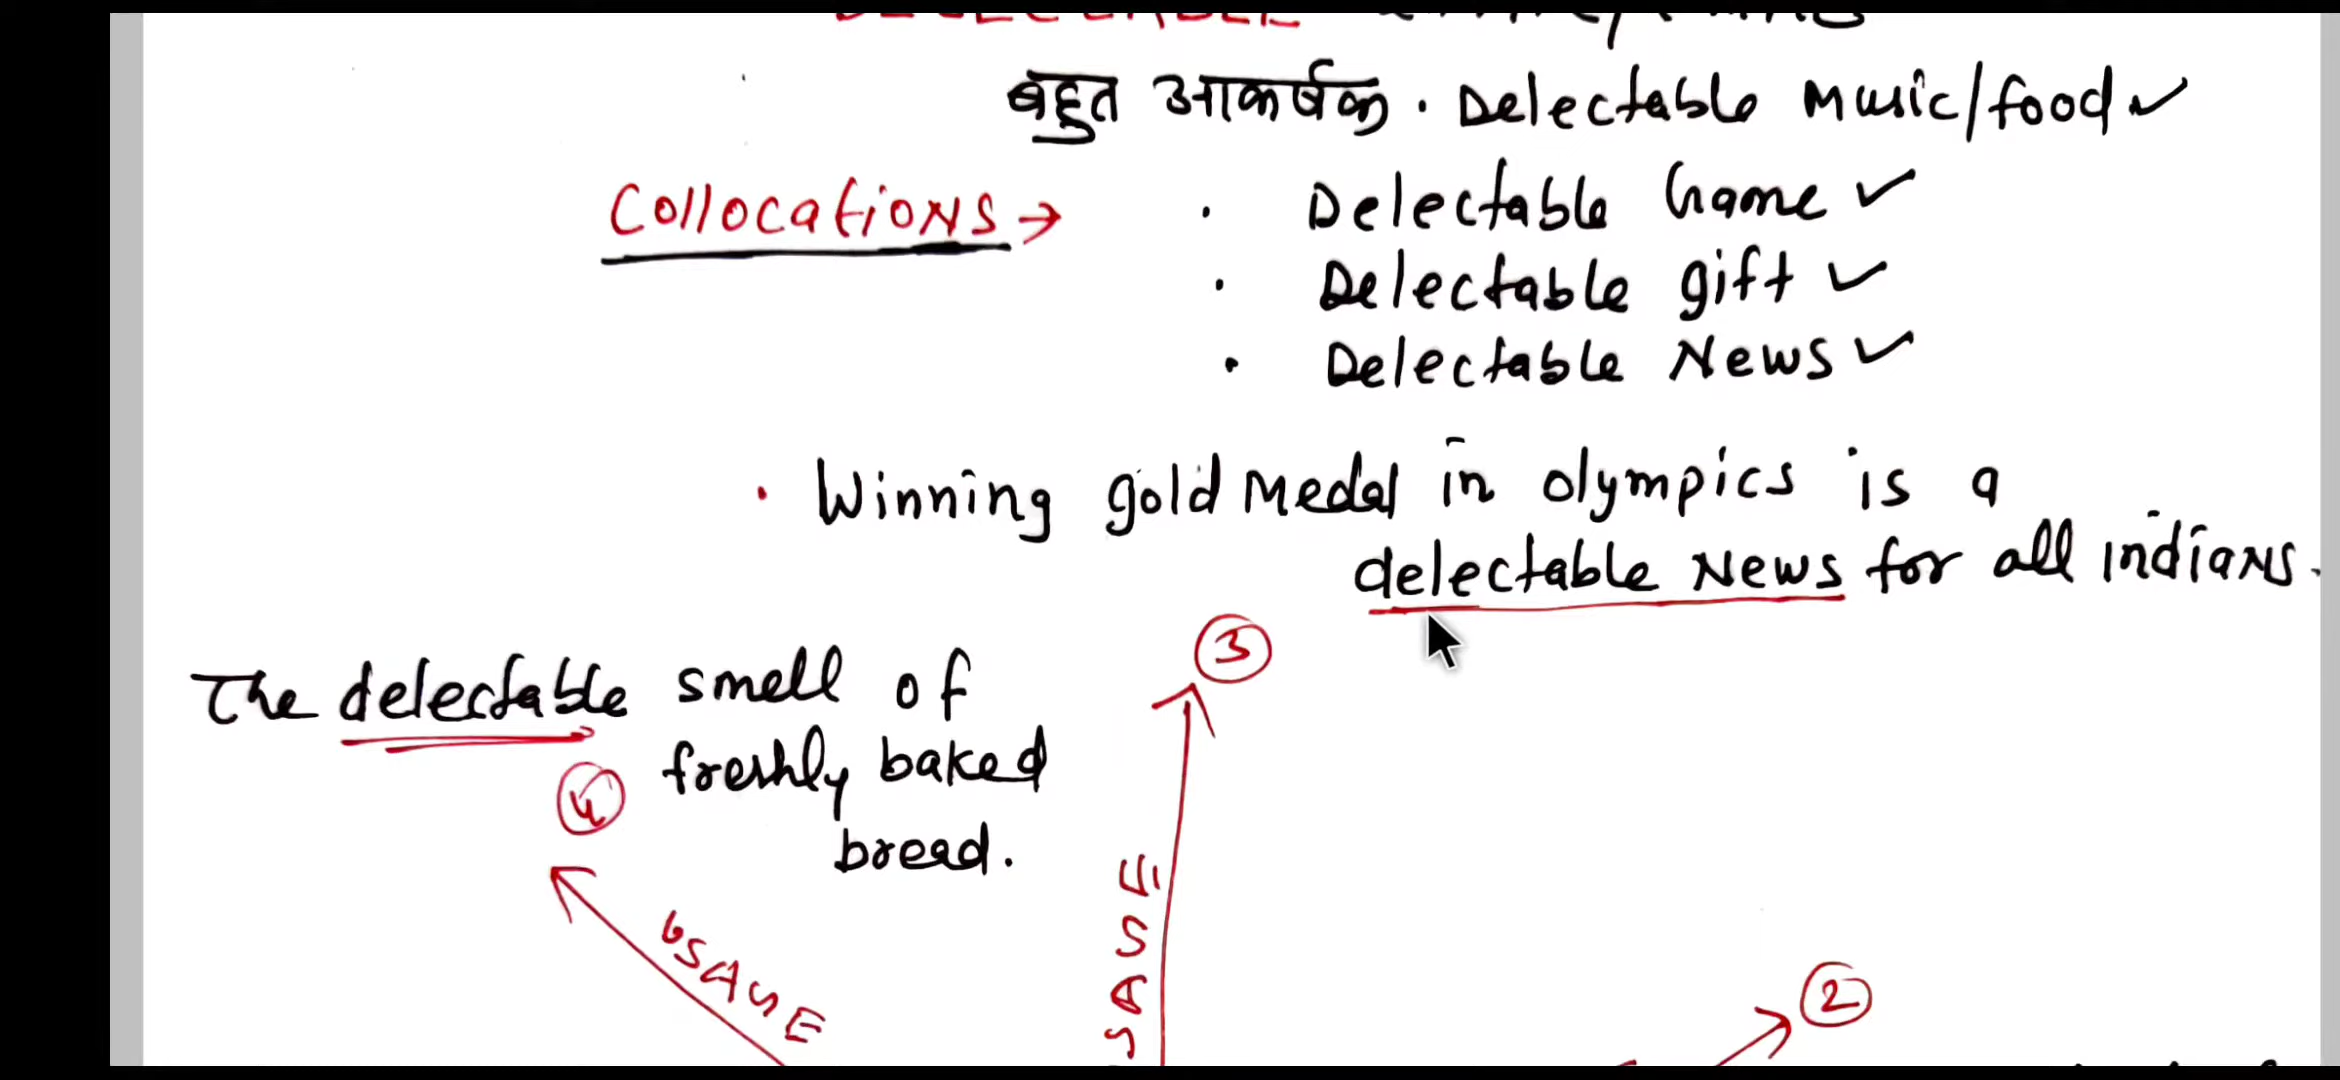 DELECTABLE
बहुत आकर्षक . Delectable Music/food
Collocations → . Delectable Game
. Delectable gift
. Delectable News
. Winning gold Medal in olympics is a
delectable News for all indians.
3
The delectable smell of
freshly baked
bread.
4
USAGE
USAGE
2